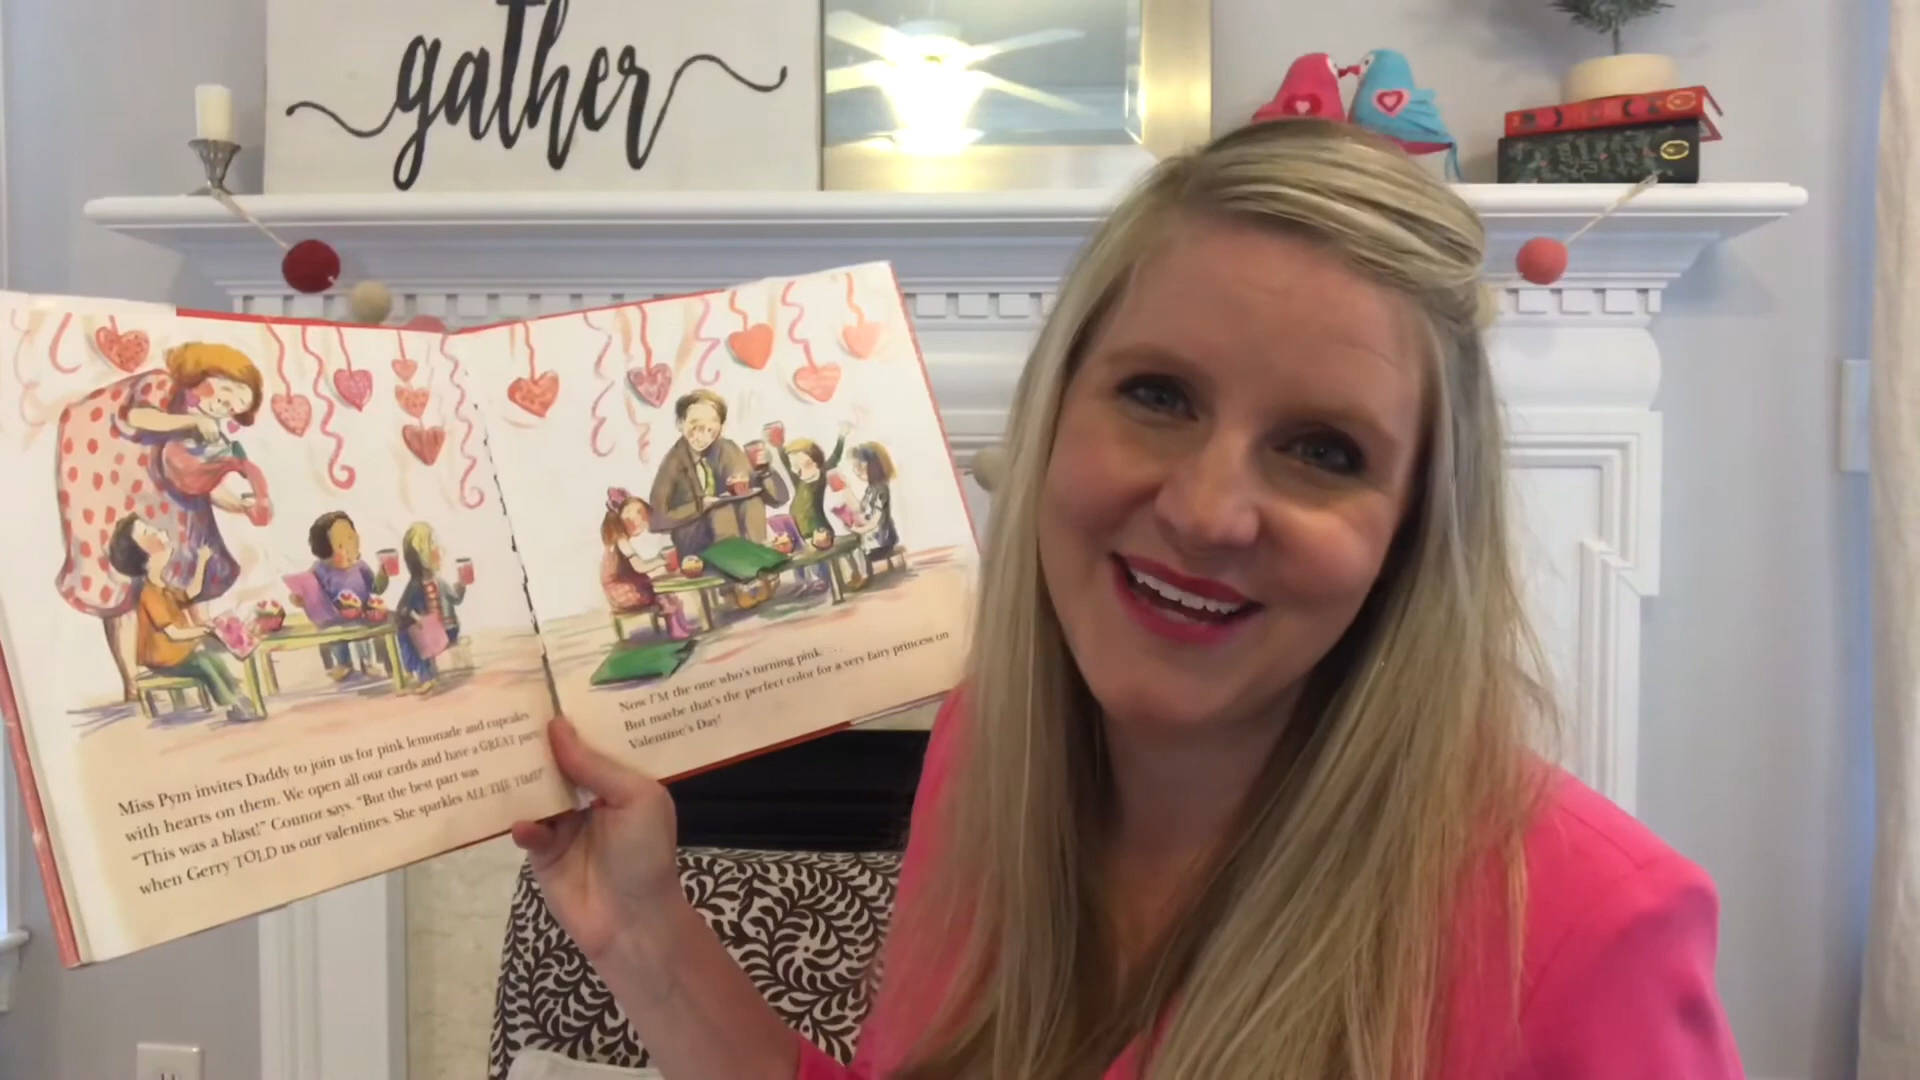 gather
Miss Pym invites Daddy to join us for pink lemonade and cupcakes
with hearts on them. We open all our cards and have a GREAT party.
"This was a blast!" Connor says. "But the best part was
when Gerry TOLD us our valentines. She sparkles ALL THE TIME!"
Now I'M the one who's turning pink. . . .
But maybe that's the perfect color for a very fairy princess on
Valentine's Day!